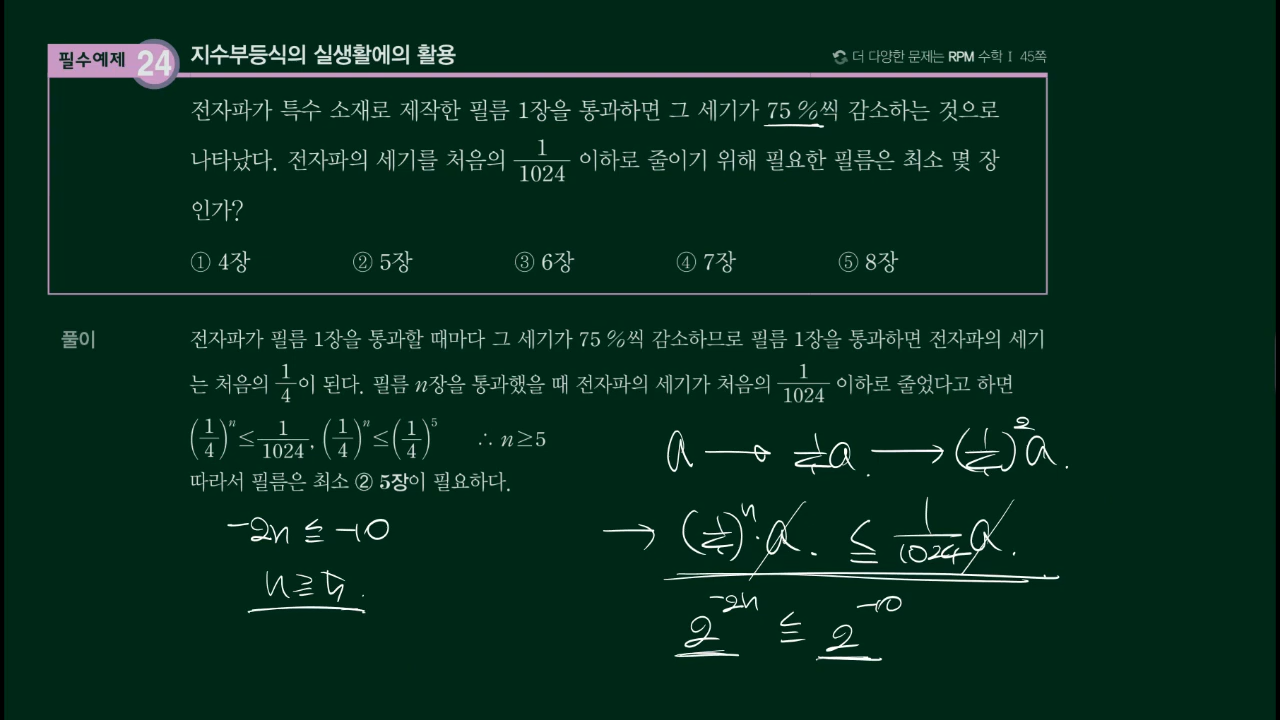 필수예제 24 지수부등식의 실생활에의 활용 더 다양한 문제는 RPM 수학 I 45쪽
전자파가 특수 소재로 제작한 필름 1장을 통과하면 그 세기가 75 %씩 감소하는 것으로
나타났다. 전자파의 세기를 처음의 1/1024 이하로 줄이기 위해 필요한 필름은 최소 몇 장
인가?
① 4장 ② 5장 ③ 6장 ④ 7장 ⑤ 8장
풀이 전자파가 필름 1장을 통과할 때마다 그 세기가 75 %씩 감소하므로 필름 1장을 통과하면 전자파의 세기
는 처음의 1/4이 된다. 필름 n장을 통과했을 때 전자파의 세기가 처음의 1/1024 이하로 줄었다고 하면
(1/4)^n ≤ 1/1024, (1/4)^n ≤ (1/4)^5 ∴ n≥5
따라서 필름은 최소 ② 5장이 필요하다.
a → 1/4 a. → (1/4)^2 a.
→ (1/4)^n · a. ≦ 1/1024 a.
2^-2n ≦ 2^-10
-2n ≦ -10
n ≧ 5.